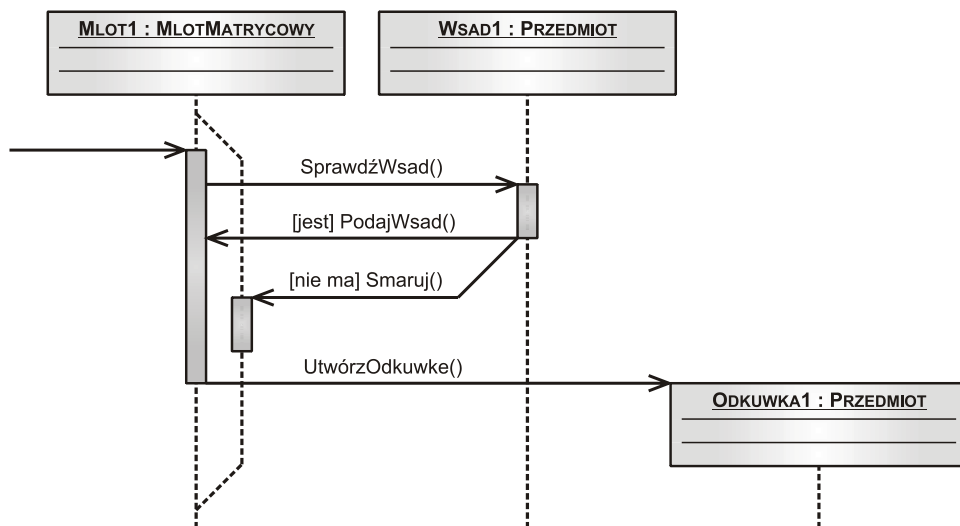 MLOT1 : MLOTMATRYCOWY
WSAD1 : PRZEDMIOT
SprawdźWsad()
[jest] PodajWsad()
[nie ma] Smaruj()
UtwórzOdkuwke()
ODKUWKA1 : PRZEDMIOT